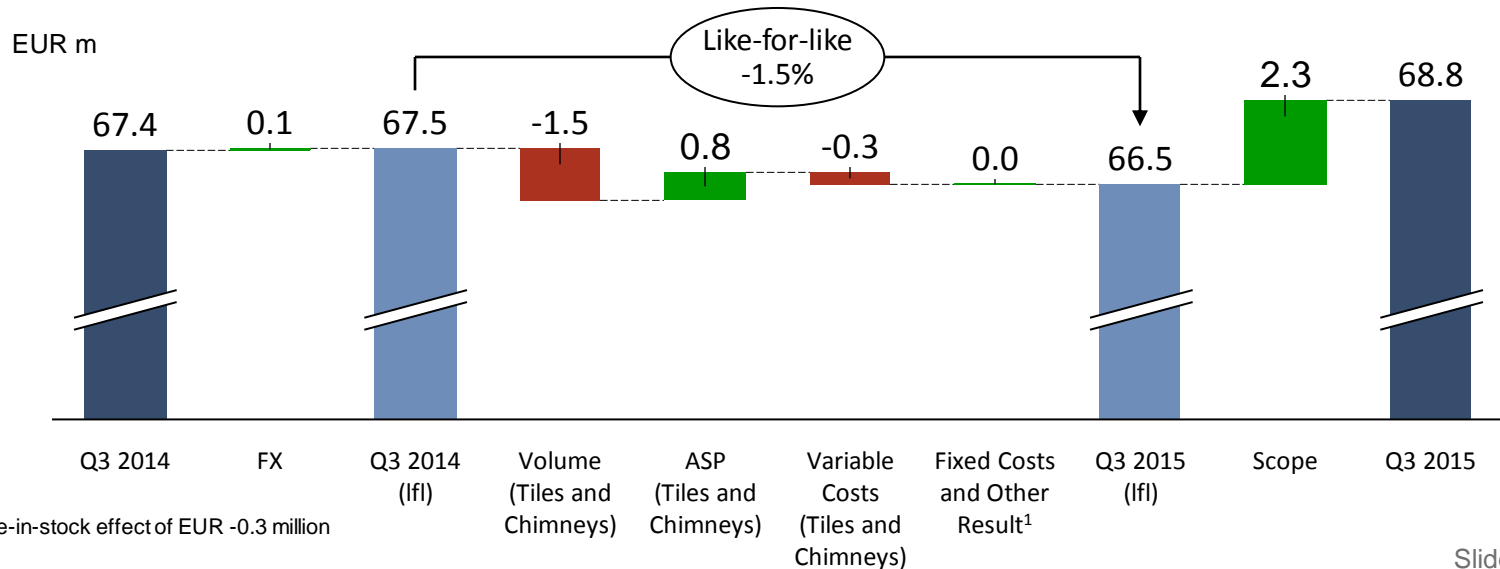 EUR m
Like-for-like
-1.5%
67.4
0.1
67.5
-1.5
0.8
-0.3
0.0
66.5
2.3
68.8
Q3 2014
FX
Q3 2014
(lfl)
Volume
(Tiles and
Chimneys)
ASP
(Tiles and
Chimneys)
Variable
Costs
(Tiles and
Chimneys)
Fixed Costs
and Other
Result¹
Q3 2015
(lfl)
Scope
Q3 2015
e-in-stock effect of EUR -0.3 million
Slide